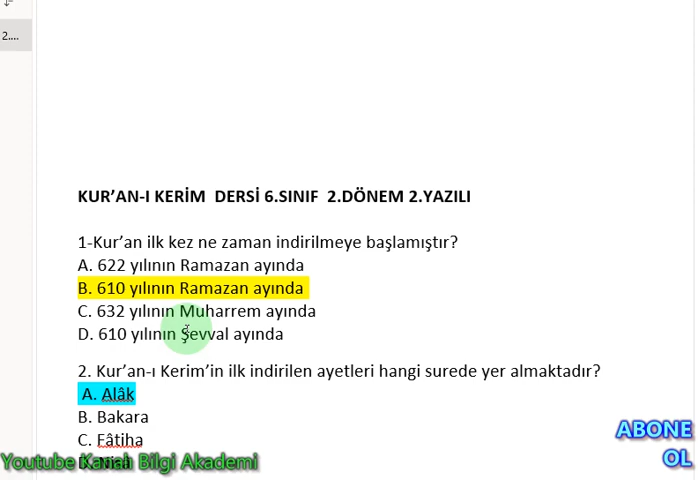 2....
KUR’AN-I KERİM DERSİ 6.SINIF 2.DÖNEM 2.YAZILI
1-Kur’an ilk kez ne zaman indirilmeye başlamıştır?
A. 622 yılının Ramazan ayında
B. 610 yılının Ramazan ayında
C. 632 yılının Muharrem ayında
D. 610 yılının Şevval ayında
2. Kur’an-ı Kerim’in ilk indirilen ayetleri hangi surede yer almaktadır?
A. Alâk
B. Bakara
C. Fâtiha
ABONE
OL
Youtube Kanalı Bilgi Akademi